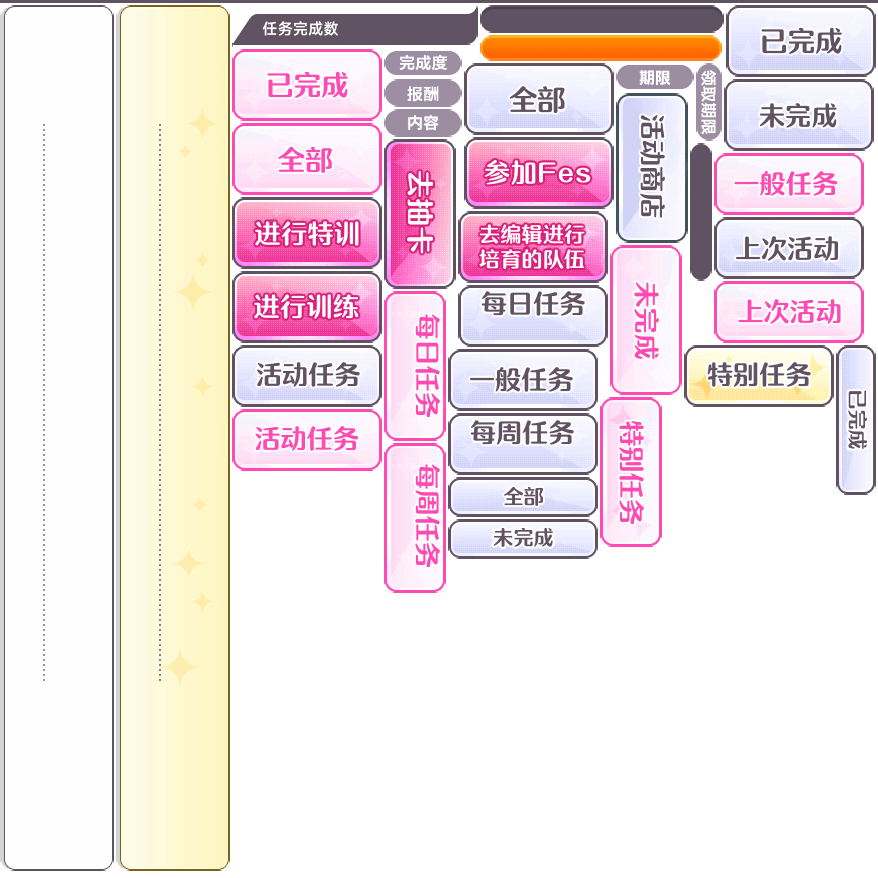 任务完成数
已完成
全部
进行特训
进行训练
活动任务
活动任务
完成度
报酬
内容
去抽卡
每日任务
每周任务
全部
参加Fes
去编辑进行
培育的队伍
每日任务
一般任务
每周任务
全部
未完成
期限
活动商店
未完成
特别任务
领取期限
已完成
未完成
一般任务
上次活动
上次活动
特别任务
已完成